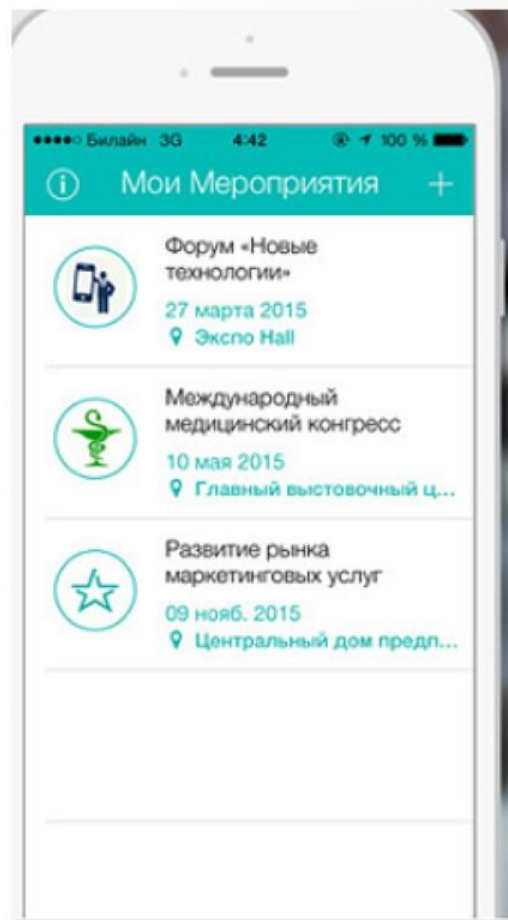 Билайн 3G 4:42 100 %
Мои Мероприятия
Форум «Новые
технологии»
27 марта 2015
Экспо Hall
Международный
медицинский конгресс
10 мая 2015
Главный выстовочный ц...
Развитие рынка
маркетинговых услуг
09 нояб. 2015
Центральный дом предп...